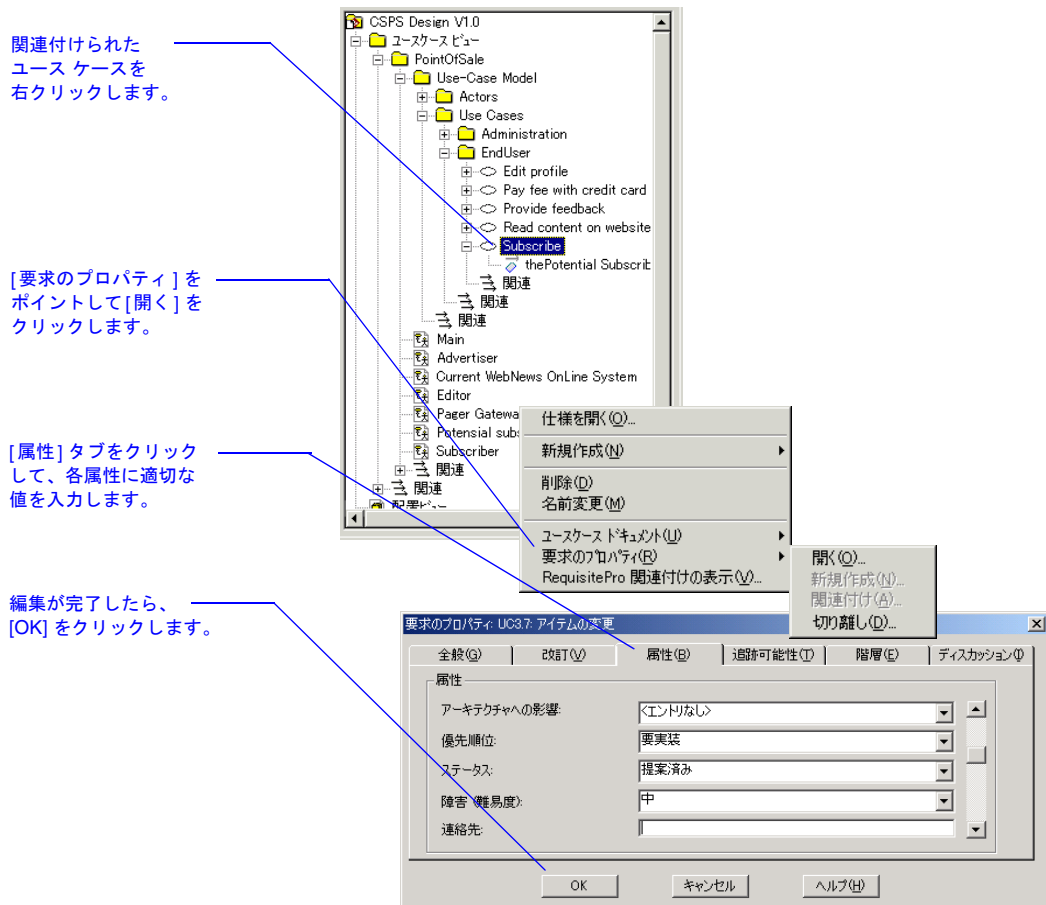 関連付けられた
ユース ケースを
右クリックします。
[要求のプロパティ] を
ポイントして [開く] を
クリックします。
[属性] タブをクリック
して、各属性に適切な
値を入力します。
編集が完了したら、
[OK] をクリックします。
CSPS Design V1.0
ユースケース ビュー
PointOfSale
Use-Case Model
Actors
Use Cases
Administration
EndUser
Edit profile
Pay fee with credit card
Provide feedback
Read content on website
Subscribe
thePotential Subscrib
関連
関連
関連
Main
Advertiser
Current WebNews OnLine System
Editor
Pager Gatewa
Potensial subs
Subscriber
関連
関連
配置ビュー
仕様を開く(O)...
新規作成(N)
削除(D)
名前変更(M)
ユースケース ドキュメント(U)
要求のプロパティ(R)
RequisitePro 関連付けの表示(V)...
開く(O)...
新規作成(N)...
関連付け(A)...
切り離し(D)...
要求のプロパティ: UC3.7: アイテムの変更
全般(G) 改訂(V) 属性(B) 追跡可能性(T) 階層(E) ディスカッション(I)
属性
アーキテクチャへの影響: <エントリなし>
優先順位: 要実装
ステータス: 提案済み
障害 (難易度): 中
連絡先:
OK キャンセル ヘルプ(H)